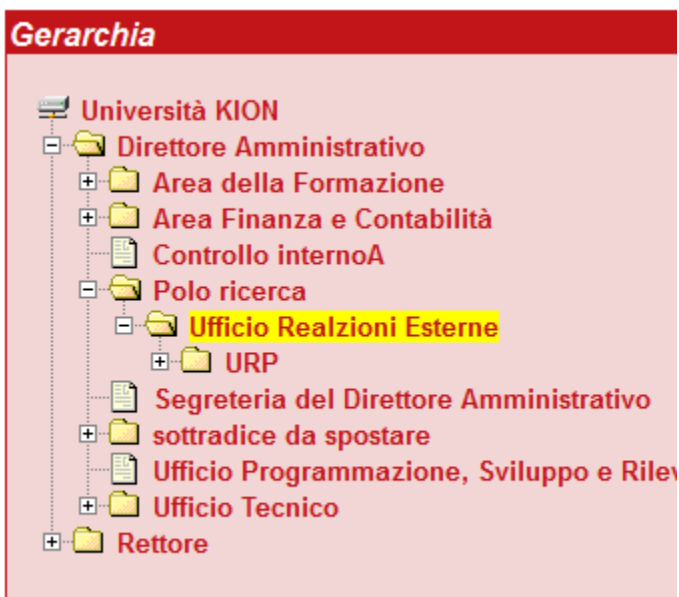 Gerarchia
Università KION
Direttore Amministrativo
Area della Formazione
Area Finanza e Contabilità
Controllo internoA
Polo ricerca
Ufficio Realzioni Esterne
URP
Segreteria del Direttore Amministrativo
sottradice da spostare
Ufficio Programmazione, Sviluppo e Rilev
Ufficio Tecnico
Rettore